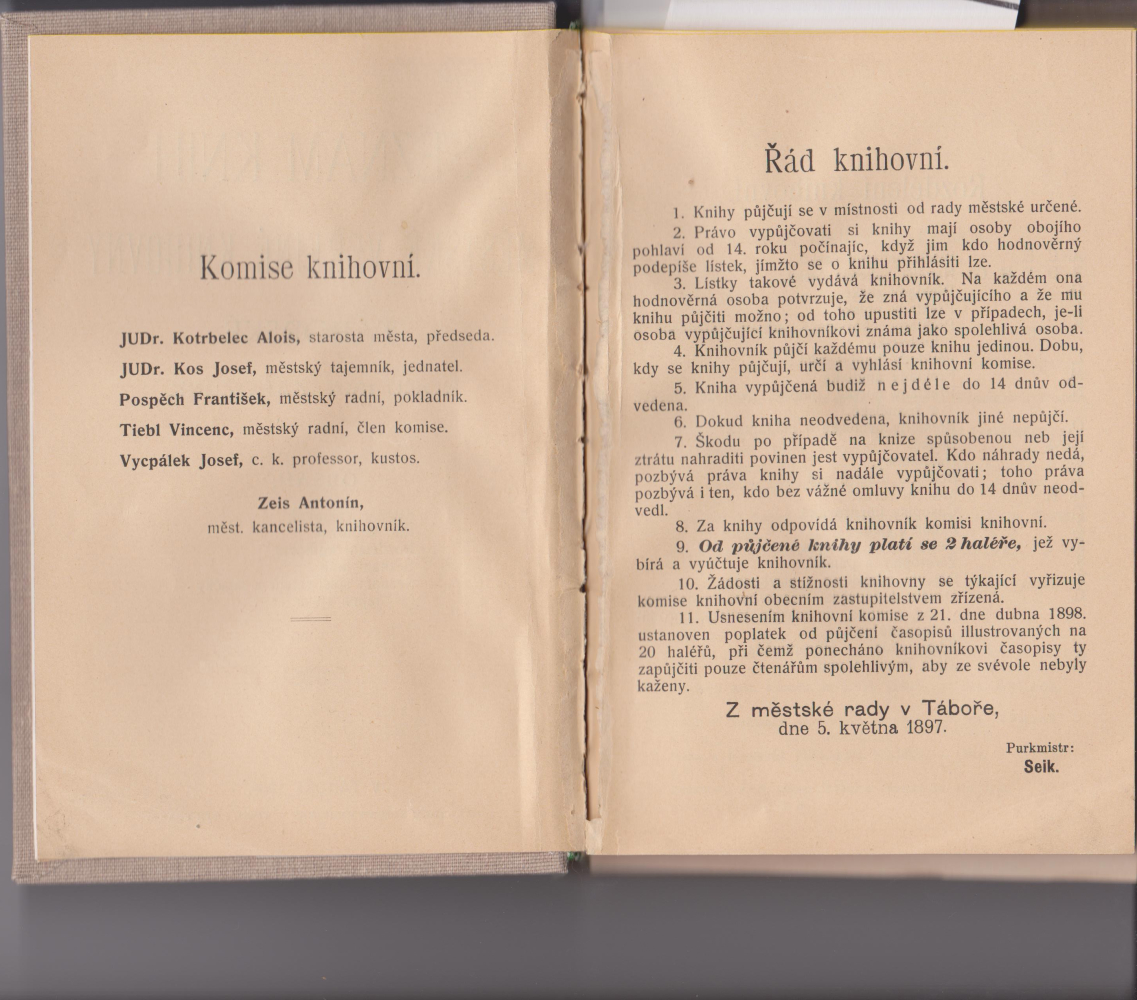 Komise knihovní.
JUDr. Kotrbelec Alois, starosta města, předseda.
JUDr. Kos Josef, městský tajemník, jednatel.
Pospěch František, městský radní, pokladník.
Tiebl Vincenc, městský radní, člen komise.
Vycpálek Josef, c. k. professor, kustos.
Zeis Antonín,
měst. kancelista, knihovník.
Řád knihovní.
1. Knihy půjčují se v místnosti od rady městské určené.
2. Právo vypůjčovati si knihy mají osoby obojího
pohlaví od 14. roku počínajíc, když jim kdo hodnověrný
podepíše lístek, jímžto se o knihu přihlásiti lze.
3. Lístky takové vydává knihovník. Na každém ona
hodnověrná osoba potvrzuje, že zná vypůjčujícího a že mu
knihu půjčiti možno; od toho upustiti lze v případech, je-li
osoba vypůjčující knihovníkovi známa jako spolehlivá osoba.
4. Knihovník půjčí každému pouze knihu jedinou. Dobu,
kdy se knihy půjčují, určí a vyhlásí knihovní komise.
5. Kniha vypůjčená budiž nejdéle do 14 dnův od-
vedena.
6. Dokud kniha neodvedena, knihovník jiné nepůjčí.
7. Škodu po případě na knize spůsobenou neb její
ztrátu nahraditi povinen jest vypůjčovatel. Kdo náhrady nedá,
pozbývá práva knihy si nadále vypůjčovati; toho práva
pozbývá i ten, kdo bez vážné omluvy knihu do 14 dnův neod-
vedl.
8. Za knihy odpovídá knihovník komisi knihovní.
9. Od půjčené knihy platí se 2 haléře, jež vy-
bírá a vyúčtuje knihovník.
10. Žádosti a stížnosti knihovny se týkající vyřizuje
komise knihovní obecním zastupitelstvem zřízená.
11. Usnesením knihovní komise z 21. dne dubna 1898.
ustanoven poplatek od půjčení časopisů illustrovaných na
20 haléřů, při čemž ponecháno knihovníkovi časopisy ty
zapůjčiti pouze čtenářům spolehlivým, aby ze svévole nebyly
kaženy.
Z městské rady v Táboře,
dne 5. května 1897.
Purkmistr:
Seik.